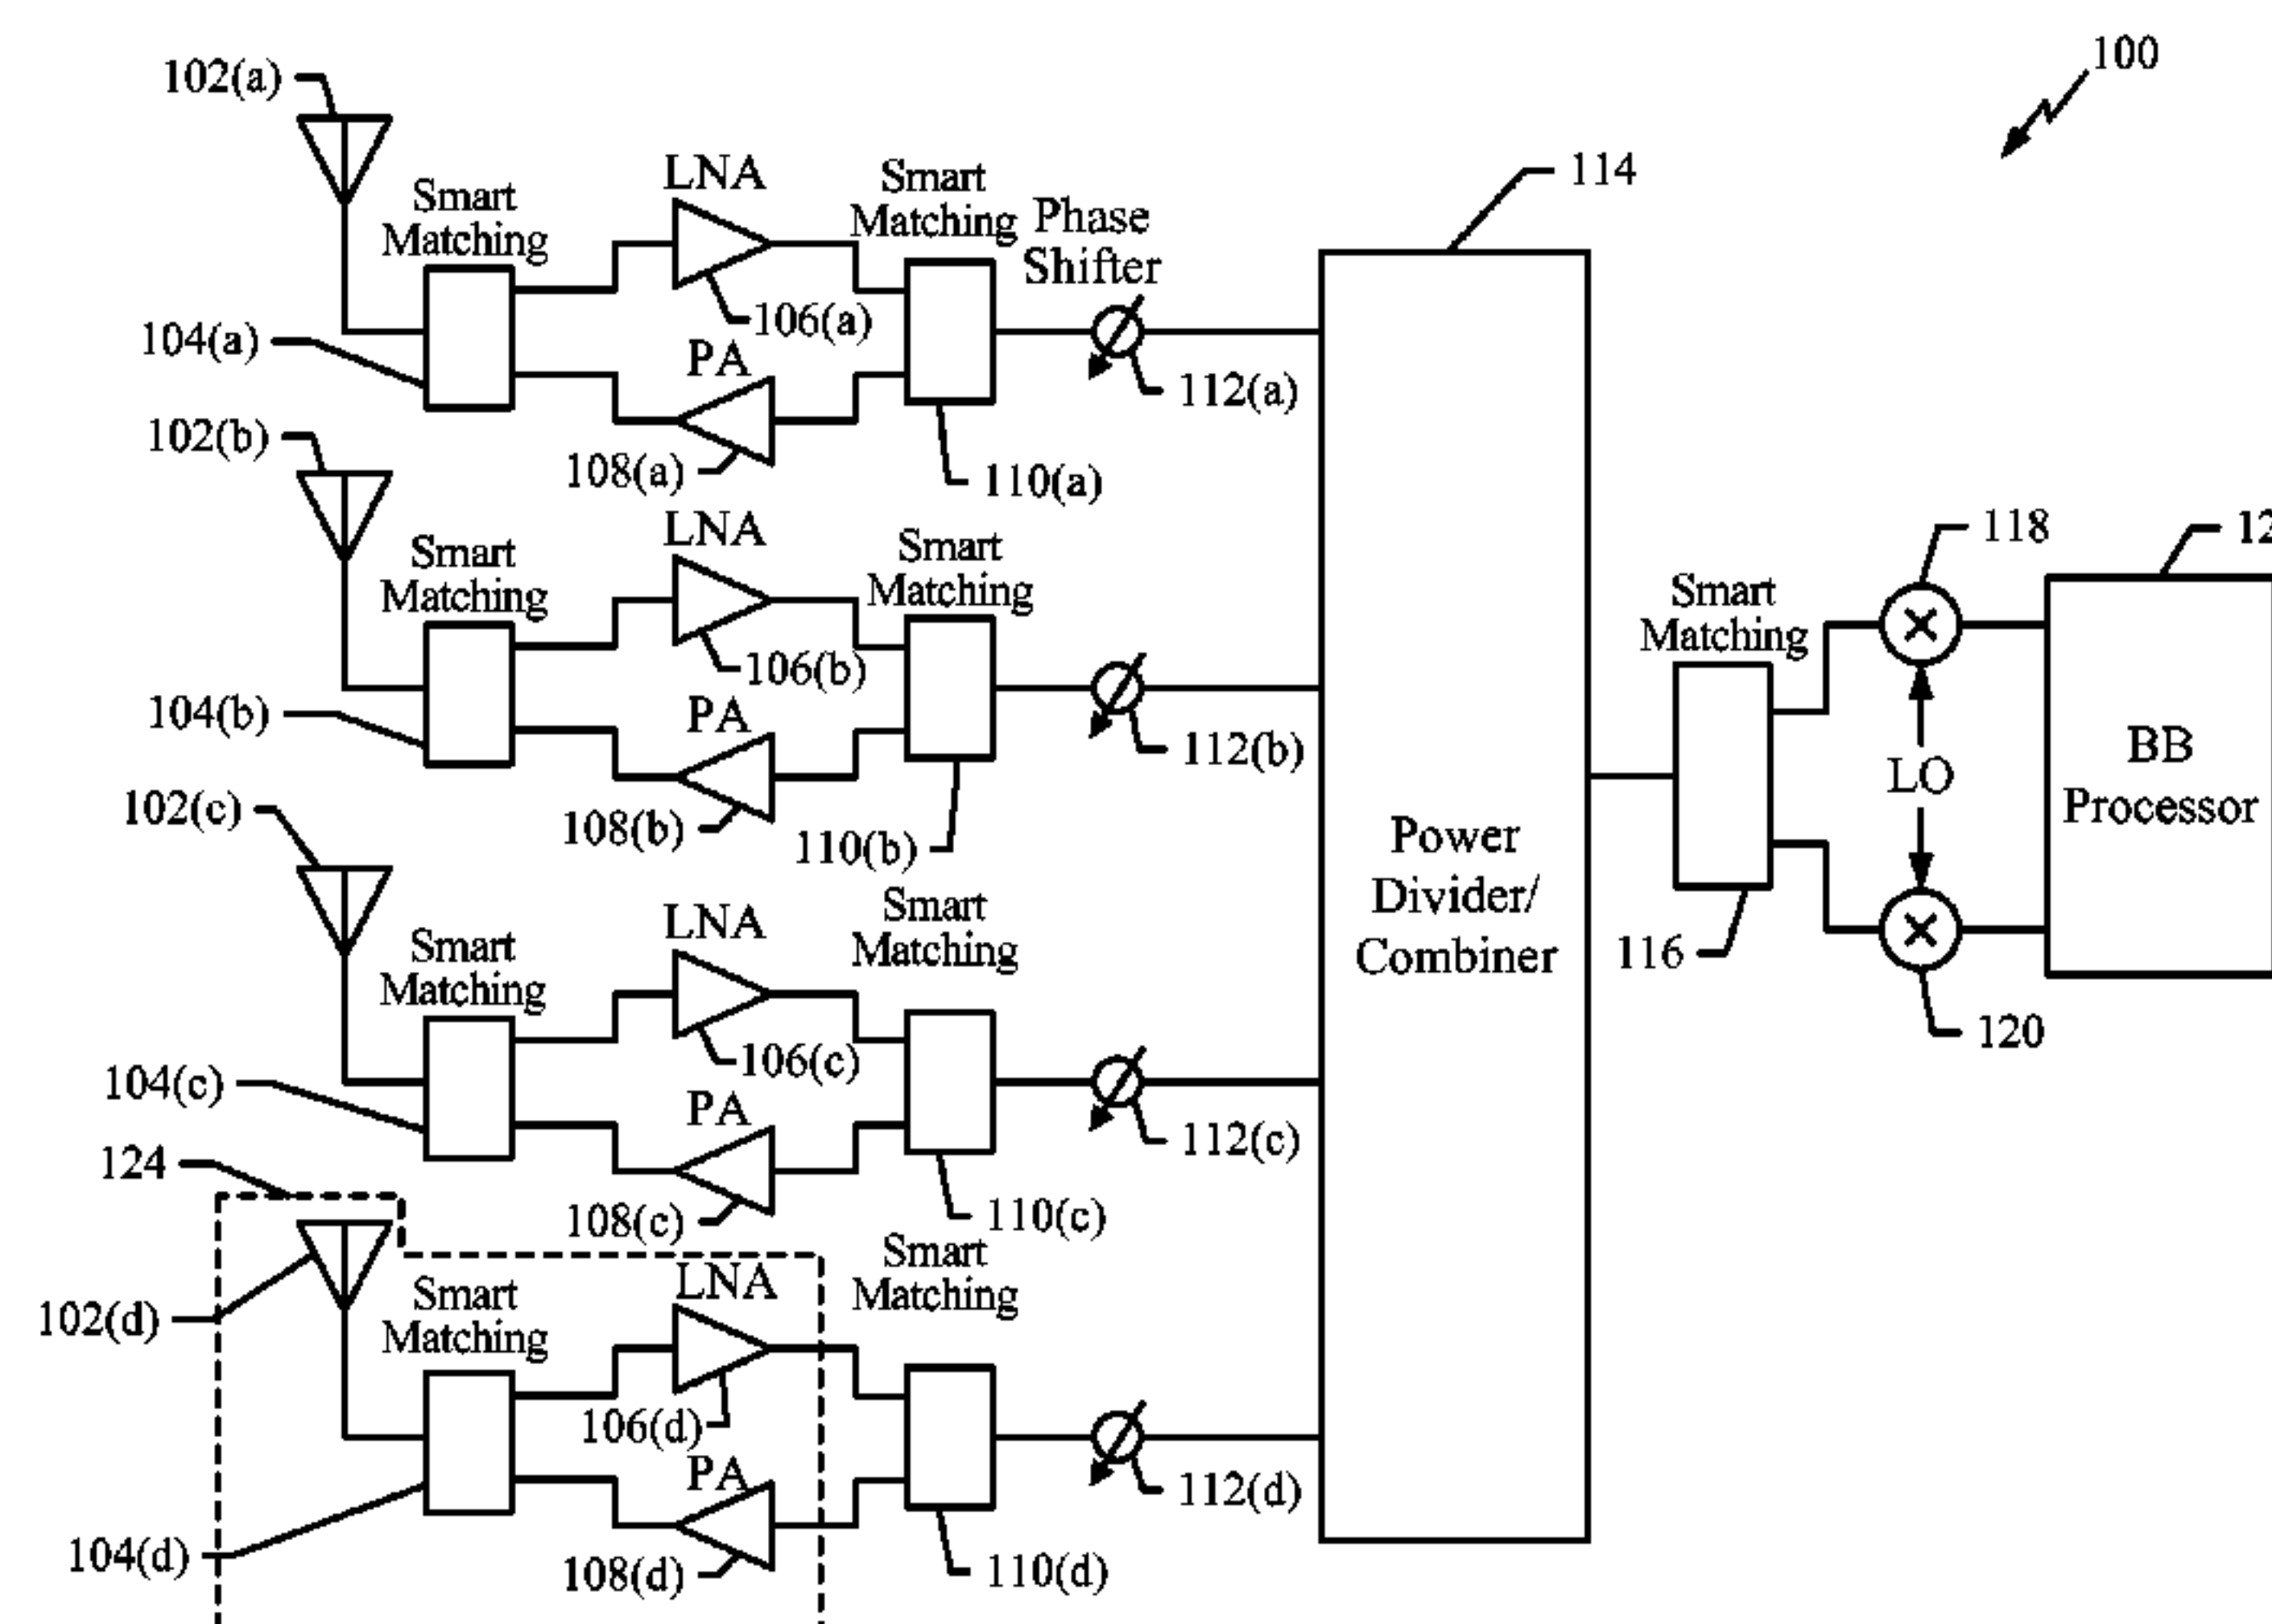 100
102(a)
LNA
Smart
Matching
Smart
Matching
Phase
Shifter
114
106(a)
104(a)
PA
112(a)
102(b)
108(a)
110(a)
LNA
118
Smart
Matching
Smart
Matching
Smart
Matching
106(b)
104(b)
PA
112(b)
BB
Processor
LO
102(c)
108(b)
110(b)
Power
Divider/
Combiner
LNA
Smart
Matching
Smart
Matching
116
120
106(c)
104(c)
PA
112(c)
124
108(c)
110(c)
LNA
Smart
Matching
Smart
Matching
102(d)
106(d)
PA
112(d)
104(d)
108(d)
110(d)